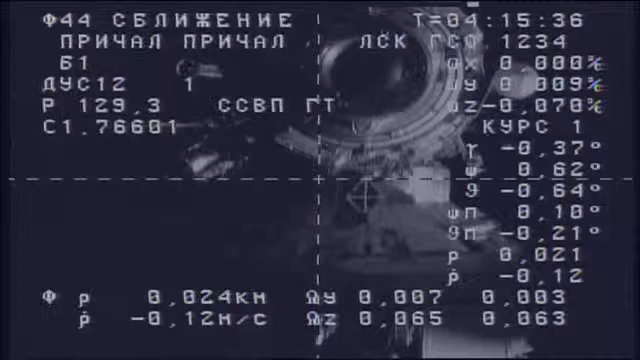 Ф44 СБЛИЖЕНИЕ Т=04:15:36
ПРИЧАЛ ПРИЧАЛ ЛСК ГСО 1234
Б1 ωх 0,000%
ДУС12 1 ωу 0,009%
Р 129,3 ССВП ГТ ωz-0,070%
С1.76601 КУРС 1
γ -0,37°
ψ 0,62°
ϑ -0,64°
ψп 0,10°
ϑп -0,21°
ρ 0,021
ρ̇ -0,12
Ф ρ 0,024км Ωу 0,007 0,003
ρ̇ -0,12м/с Ωz 0,065 0,063